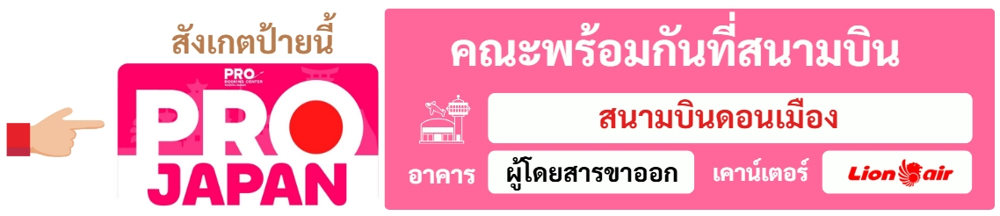 สังเกตป้ายนี้
PRO
BOOKING CENTER
PRO
JAPAN
คณะพร้อมกันที่สนามบิน
สนามบินดอนเมือง
อาคาร ผู้โดยสารขาออก เคาน์เตอร์ Lion air